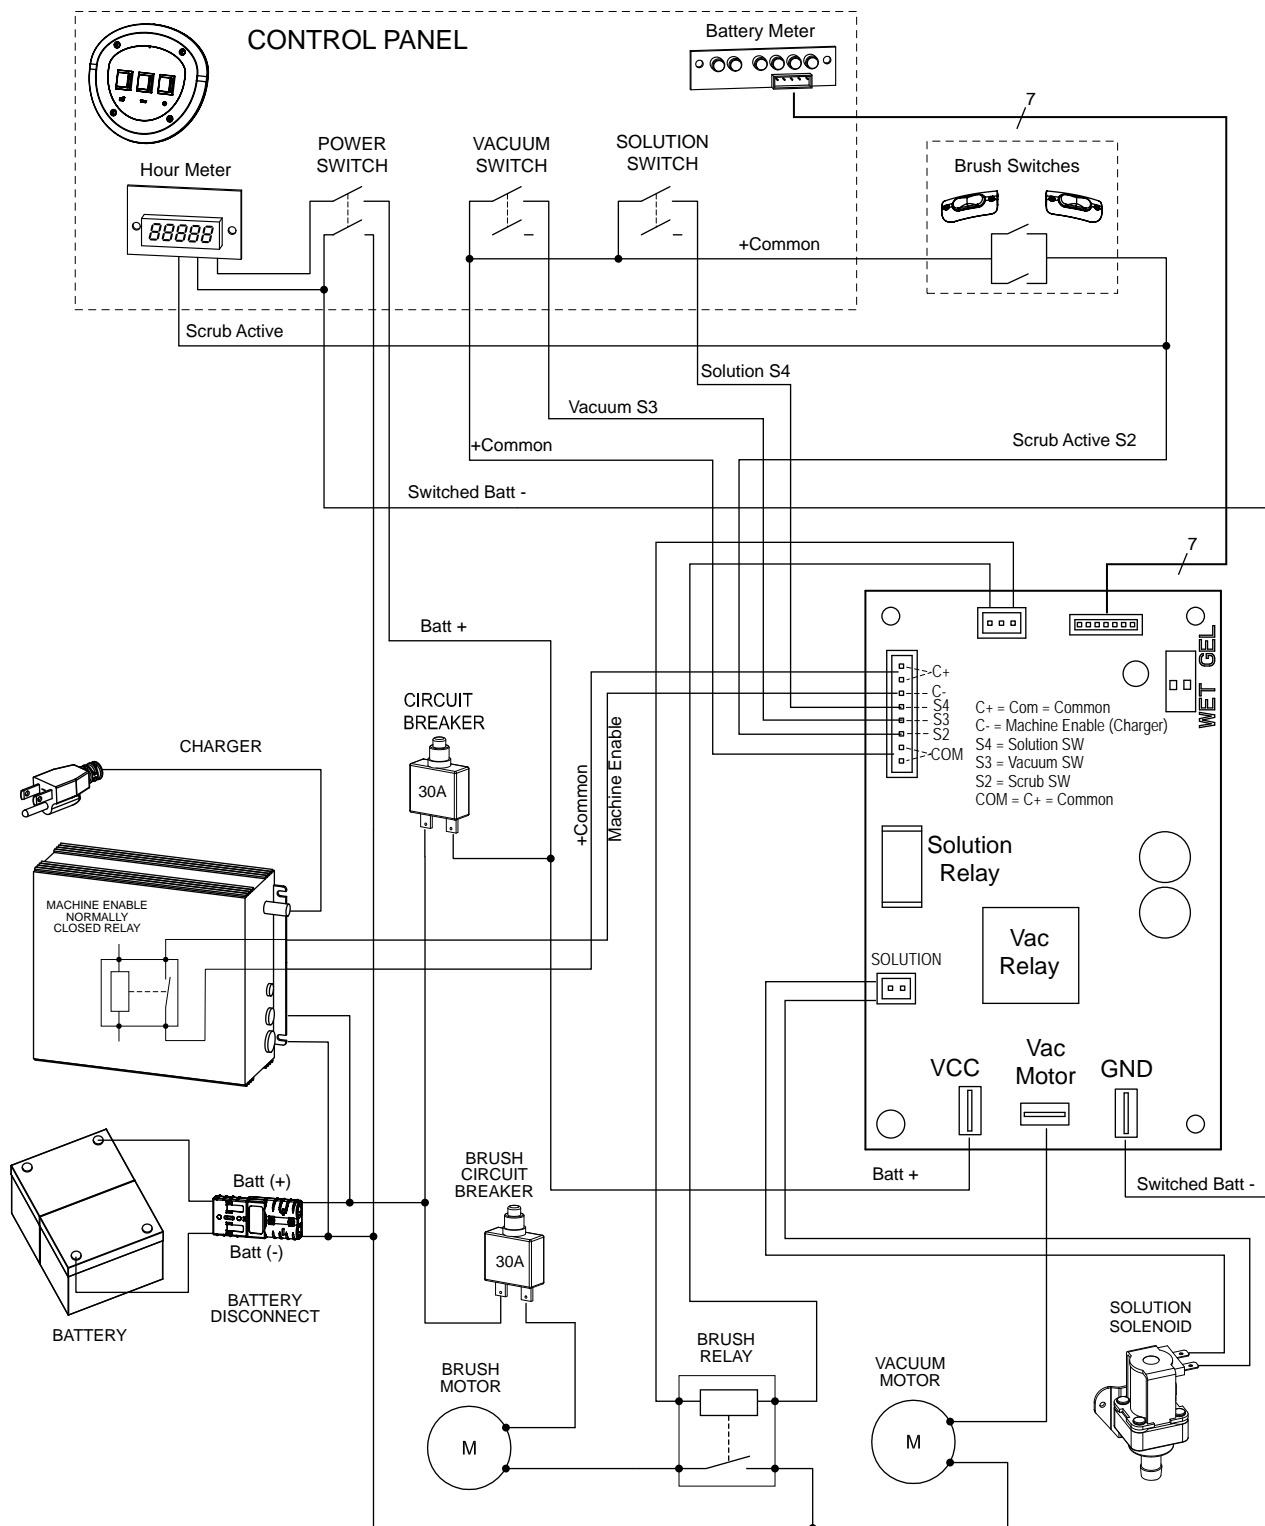 CONTROL PANEL
Battery Meter
7
POWER
SWITCH
VACUUM
SWITCH
SOLUTION
SWITCH
Hour Meter
88888
Brush Switches
+Common
Scrub Active
Solution S4
Vacuum S3
+Common
Scrub Active S2
Switched Batt -
7
Batt +
CIRCUIT
BREAKER
30A
CHARGER
+Common
Machine Enable
C+
C-
S4
S3
S2
COM
C+ = Com = Common
C- = Machine Enable (Charger)
S4 = Solution SW
S3 = Vacuum SW
S2 = Scrub SW
COM = C+ = Common
WET GEL
Solution
Relay
Vac
Relay
SOLUTION
MACHINE ENABLE
NORMALLY
CLOSED RELAY
VCC
Vac
Motor
GND
Batt +
Switched Batt -
BRUSH
CIRCUIT
BREAKER
30A
Batt (+)
Batt (-)
BATTERY
DISCONNECT
BATTERY
BRUSH
MOTOR
M
BRUSH
RELAY
VACUUM
MOTOR
M
SOLUTION
SOLENOID